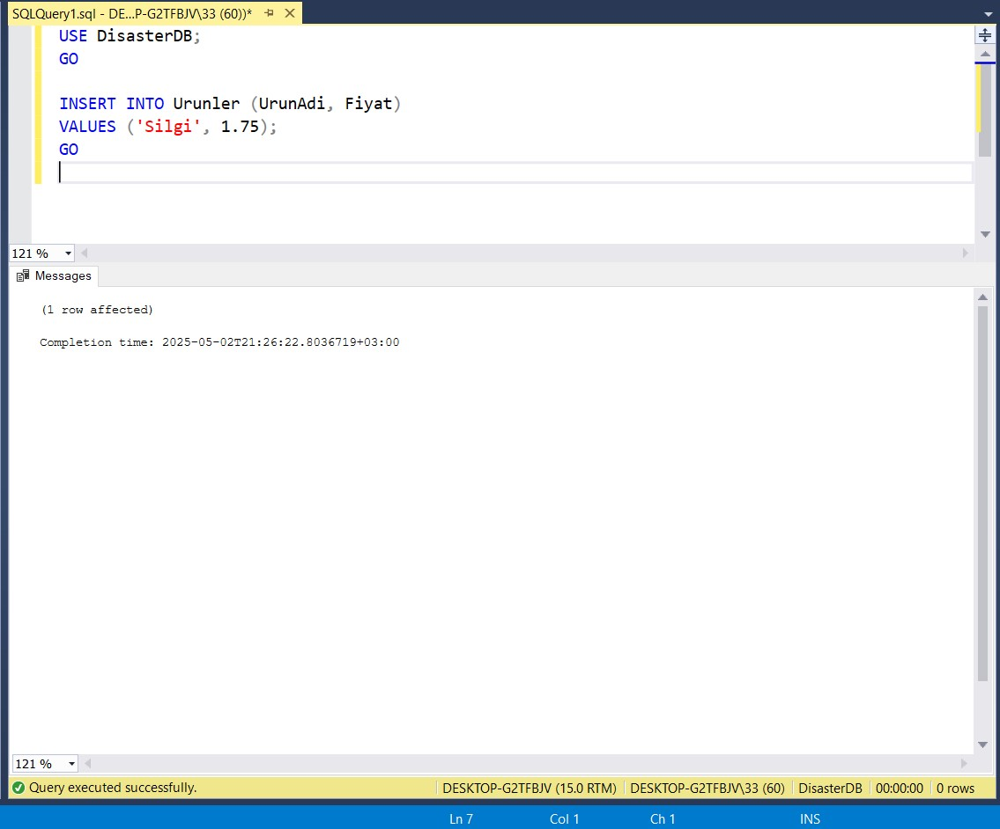 SQLQuery1.sql - DE...P-G2TFBJV\33 (60))*
USE DisasterDB;
GO
INSERT INTO Urunler (UrunAdi, Fiyat)
VALUES ('Silgi', 1.75);
GO
121 %
Messages
(1 row affected)
Completion time: 2025-05-02T21:26:22.8036719+03:00
121 %
Query executed successfully. DESKTOP-G2TFBJV (15.0 RTM) DESKTOP-G2TFBJV\33 (60) DisasterDB 00:00:00 0 rows
Ln 7 Col 1 Ch 1 INS